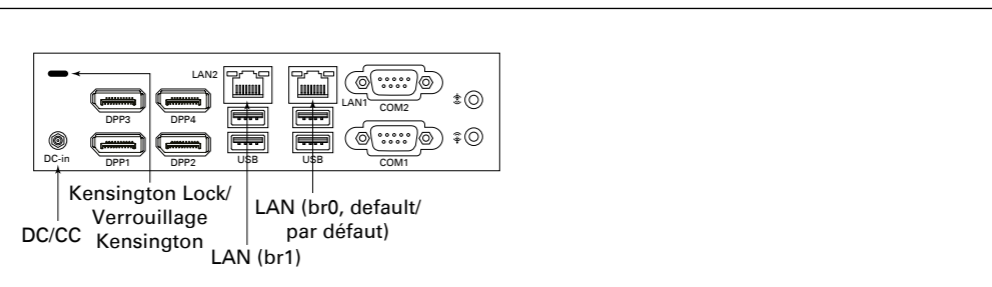 LAN2
LAN1
COM2
DPP3
DPP4
DC-in
DPP1
DPP2
USB
USB
COM1
Kensington Lock/
Verrouillage
Kensington
LAN (br0, default/
par défaut)
DC/CC
LAN (br1)